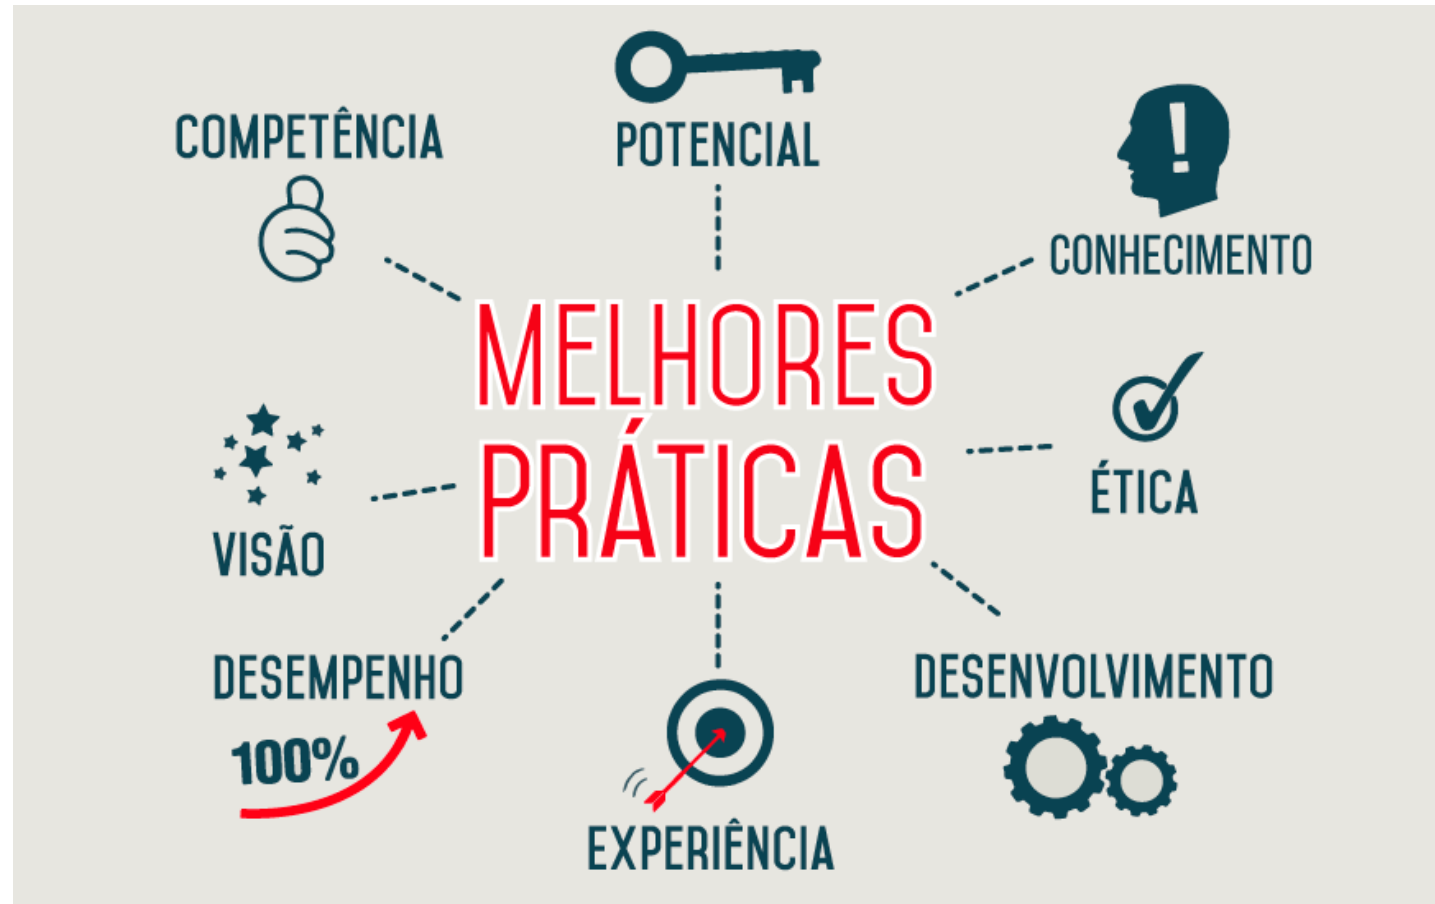 COMPETÊNCIA
POTENCIAL
CONHECIMENTO
MELHORES
PRÁTICAS
ÉTICA
VISÃO
DESEMPENHO
100%
EXPERIÊNCIA
DESENVOLVIMENTO